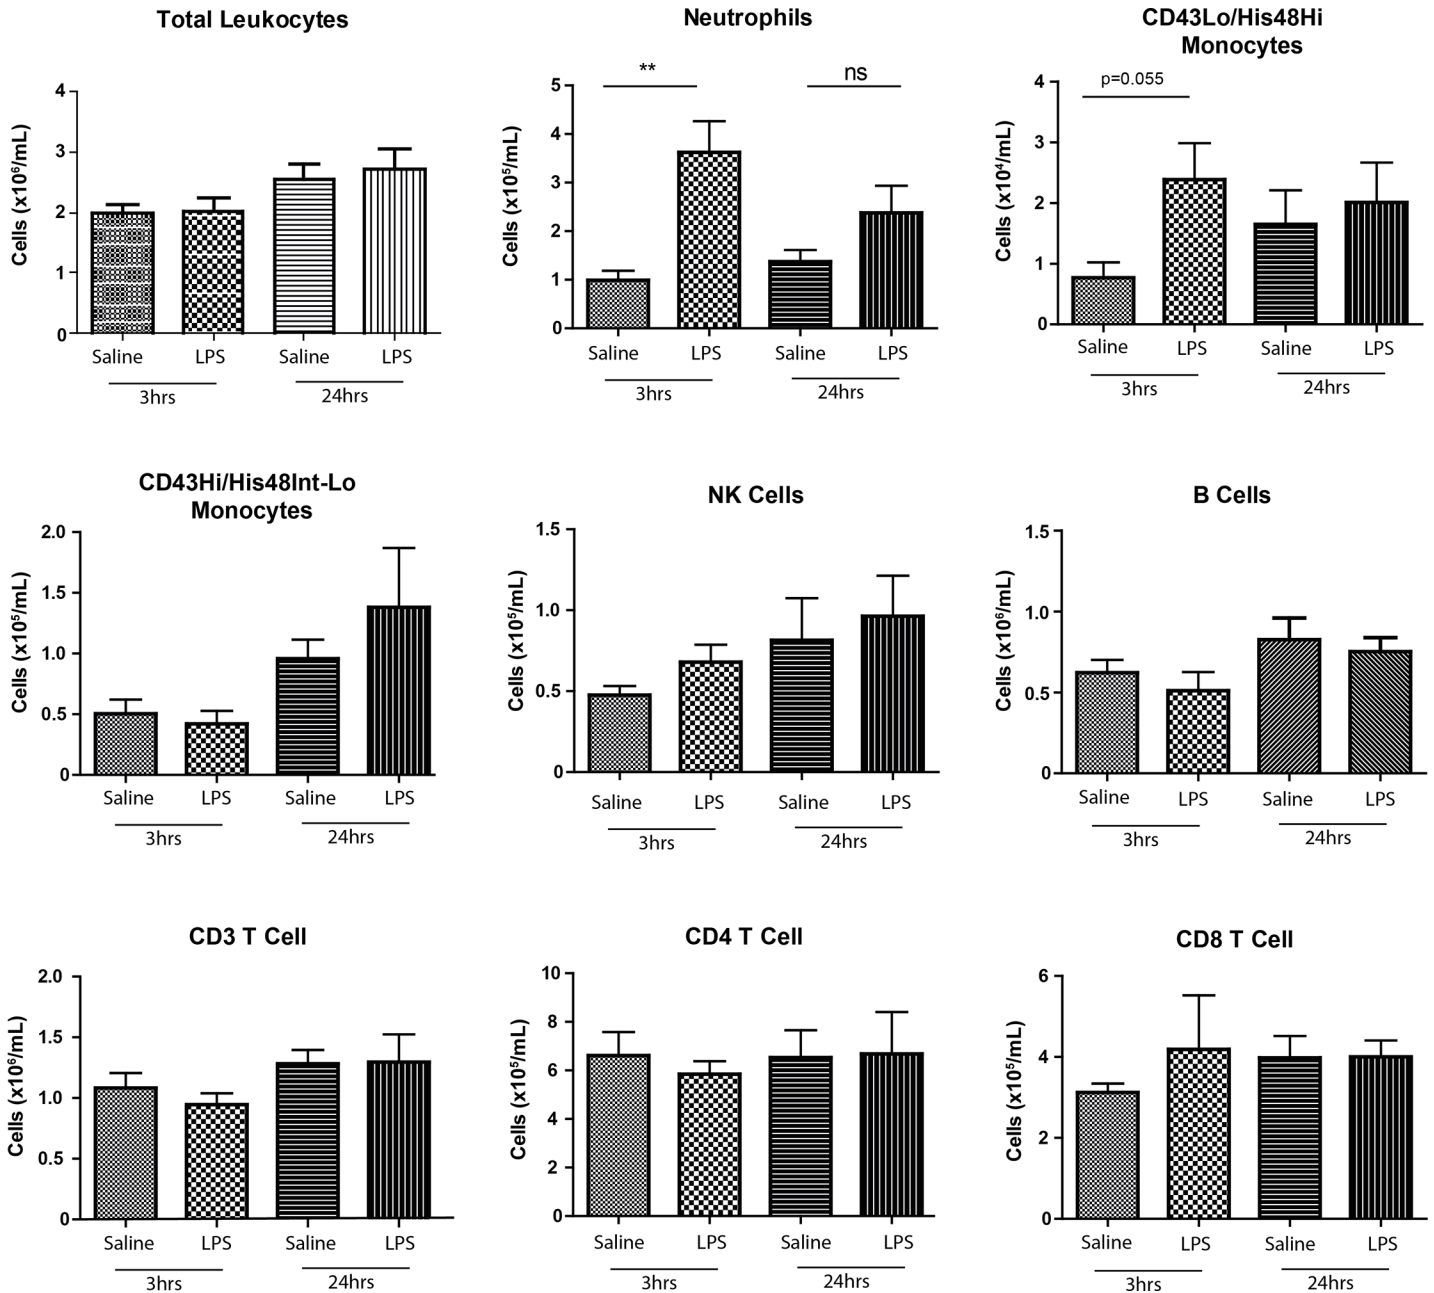 Total Leukocytes
Cells (x10⁶/mL)
4
3
2
1
0
Saline LPS Saline LPS
3hrs 24hrs
Neutrophils
** ns
Cells (x10⁵/mL)
5
4
3
2
1
0
Saline LPS Saline LPS
3hrs 24hrs
CD43Lo/His48Hi
Monocytes
p=0.055
Cells (x10⁴/mL)
4
3
2
1
0
Saline LPS Saline LPS
3hrs 24hrs
CD43Hi/His48Int-Lo
Monocytes
Cells (x10⁵/mL)
2.0
1.5
1.0
0.5
0
Saline LPS Saline LPS
3hrs 24hrs
NK Cells
Cells (x10⁵/mL)
1.5
1.0
0.5
0
Saline LPS Saline LPS
3hrs 24hrs
B Cells
Cells (x10⁶/mL)
1.5
1.0
0.5
0
Saline LPS Saline LPS
3hrs 24hrs
CD3 T Cell
Cells (x10⁶/mL)
2.0
1.5
1.0
0.5
0
Saline LPS Saline LPS
3hrs 24hrs
CD4 T Cell
Cells (x10⁵/mL)
10
8
6
4
2
0
Saline LPS Saline LPS
3hrs 24hrs
CD8 T Cell
Cells (x10⁵/mL)
6
4
2
0
Saline LPS Saline LPS
3hrs 24hrs